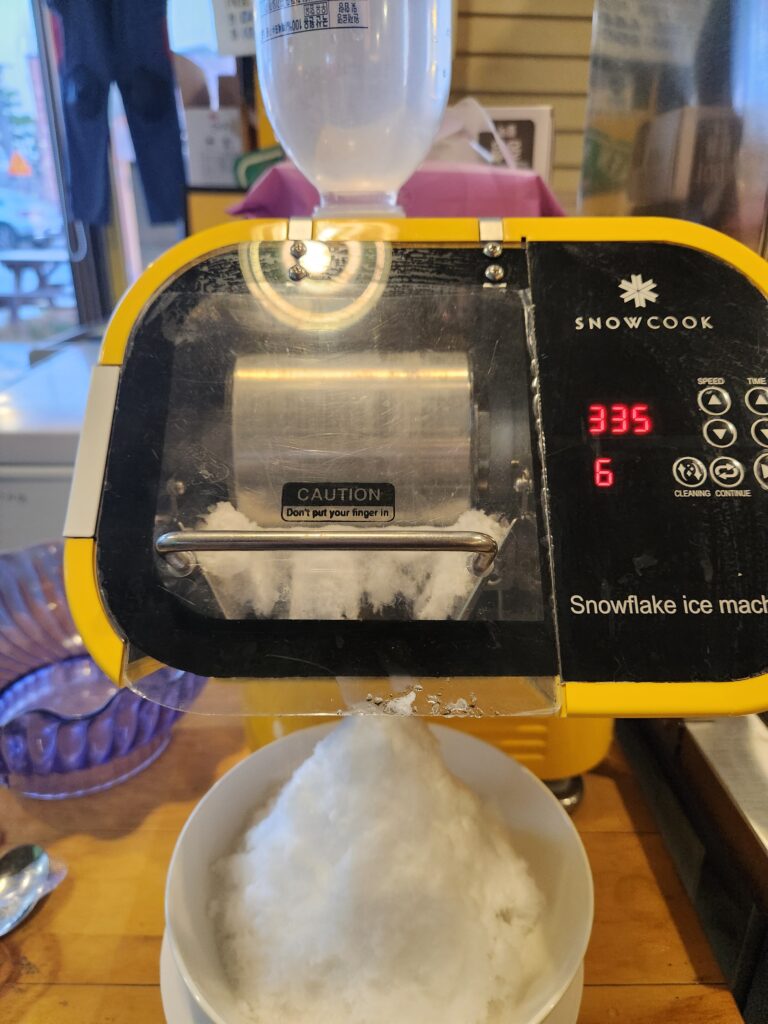 SNOWCOOK
SPEED
TIME
335
6
CLEANING CONTINUE
CAUTION
Don't put your finger in
Snowflake ice mach